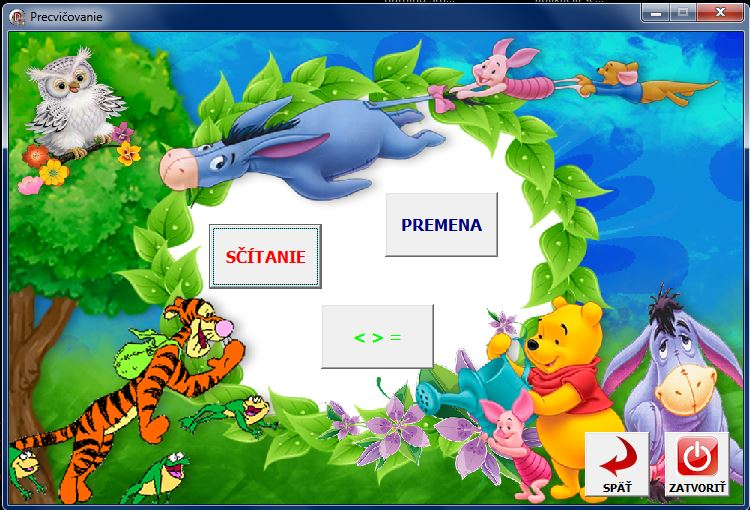 Precvičovanie
PREMENA
SČÍTANIE
< > =
SPÄŤ
ZATVORIŤ